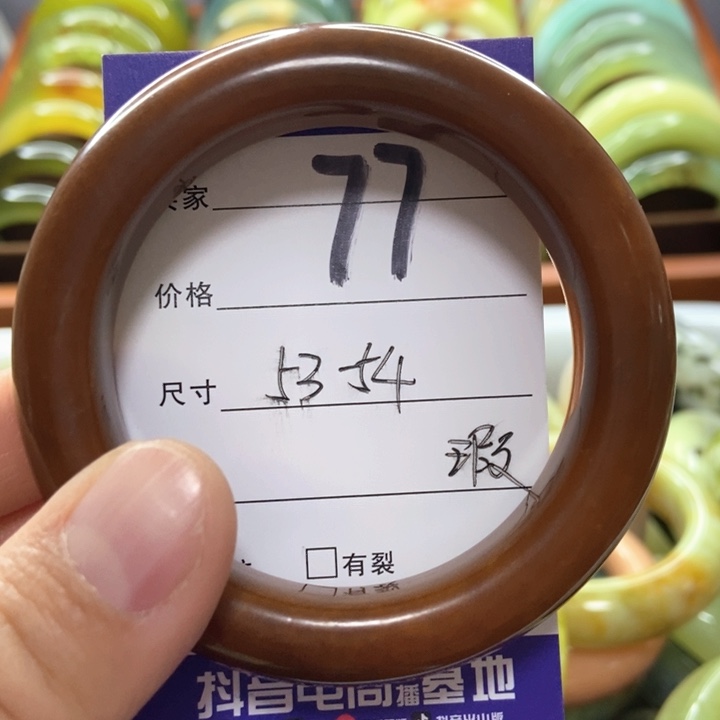 家
77
价格
尺寸 53 54
瑕
有裂
抖音电商直播基地